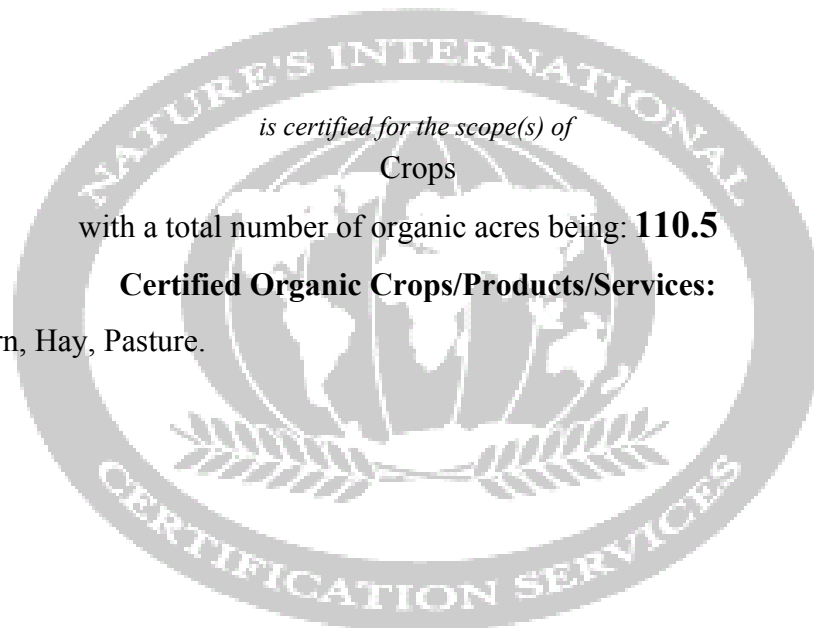 NATURE'S INTERNATIONAL
is certified for the scope(s) of
Crops
with a total number of organic acres being: 110.5
Certified Organic Crops/Products/Services:
Hay, Pasture.
CERTIFICATION SERVICES